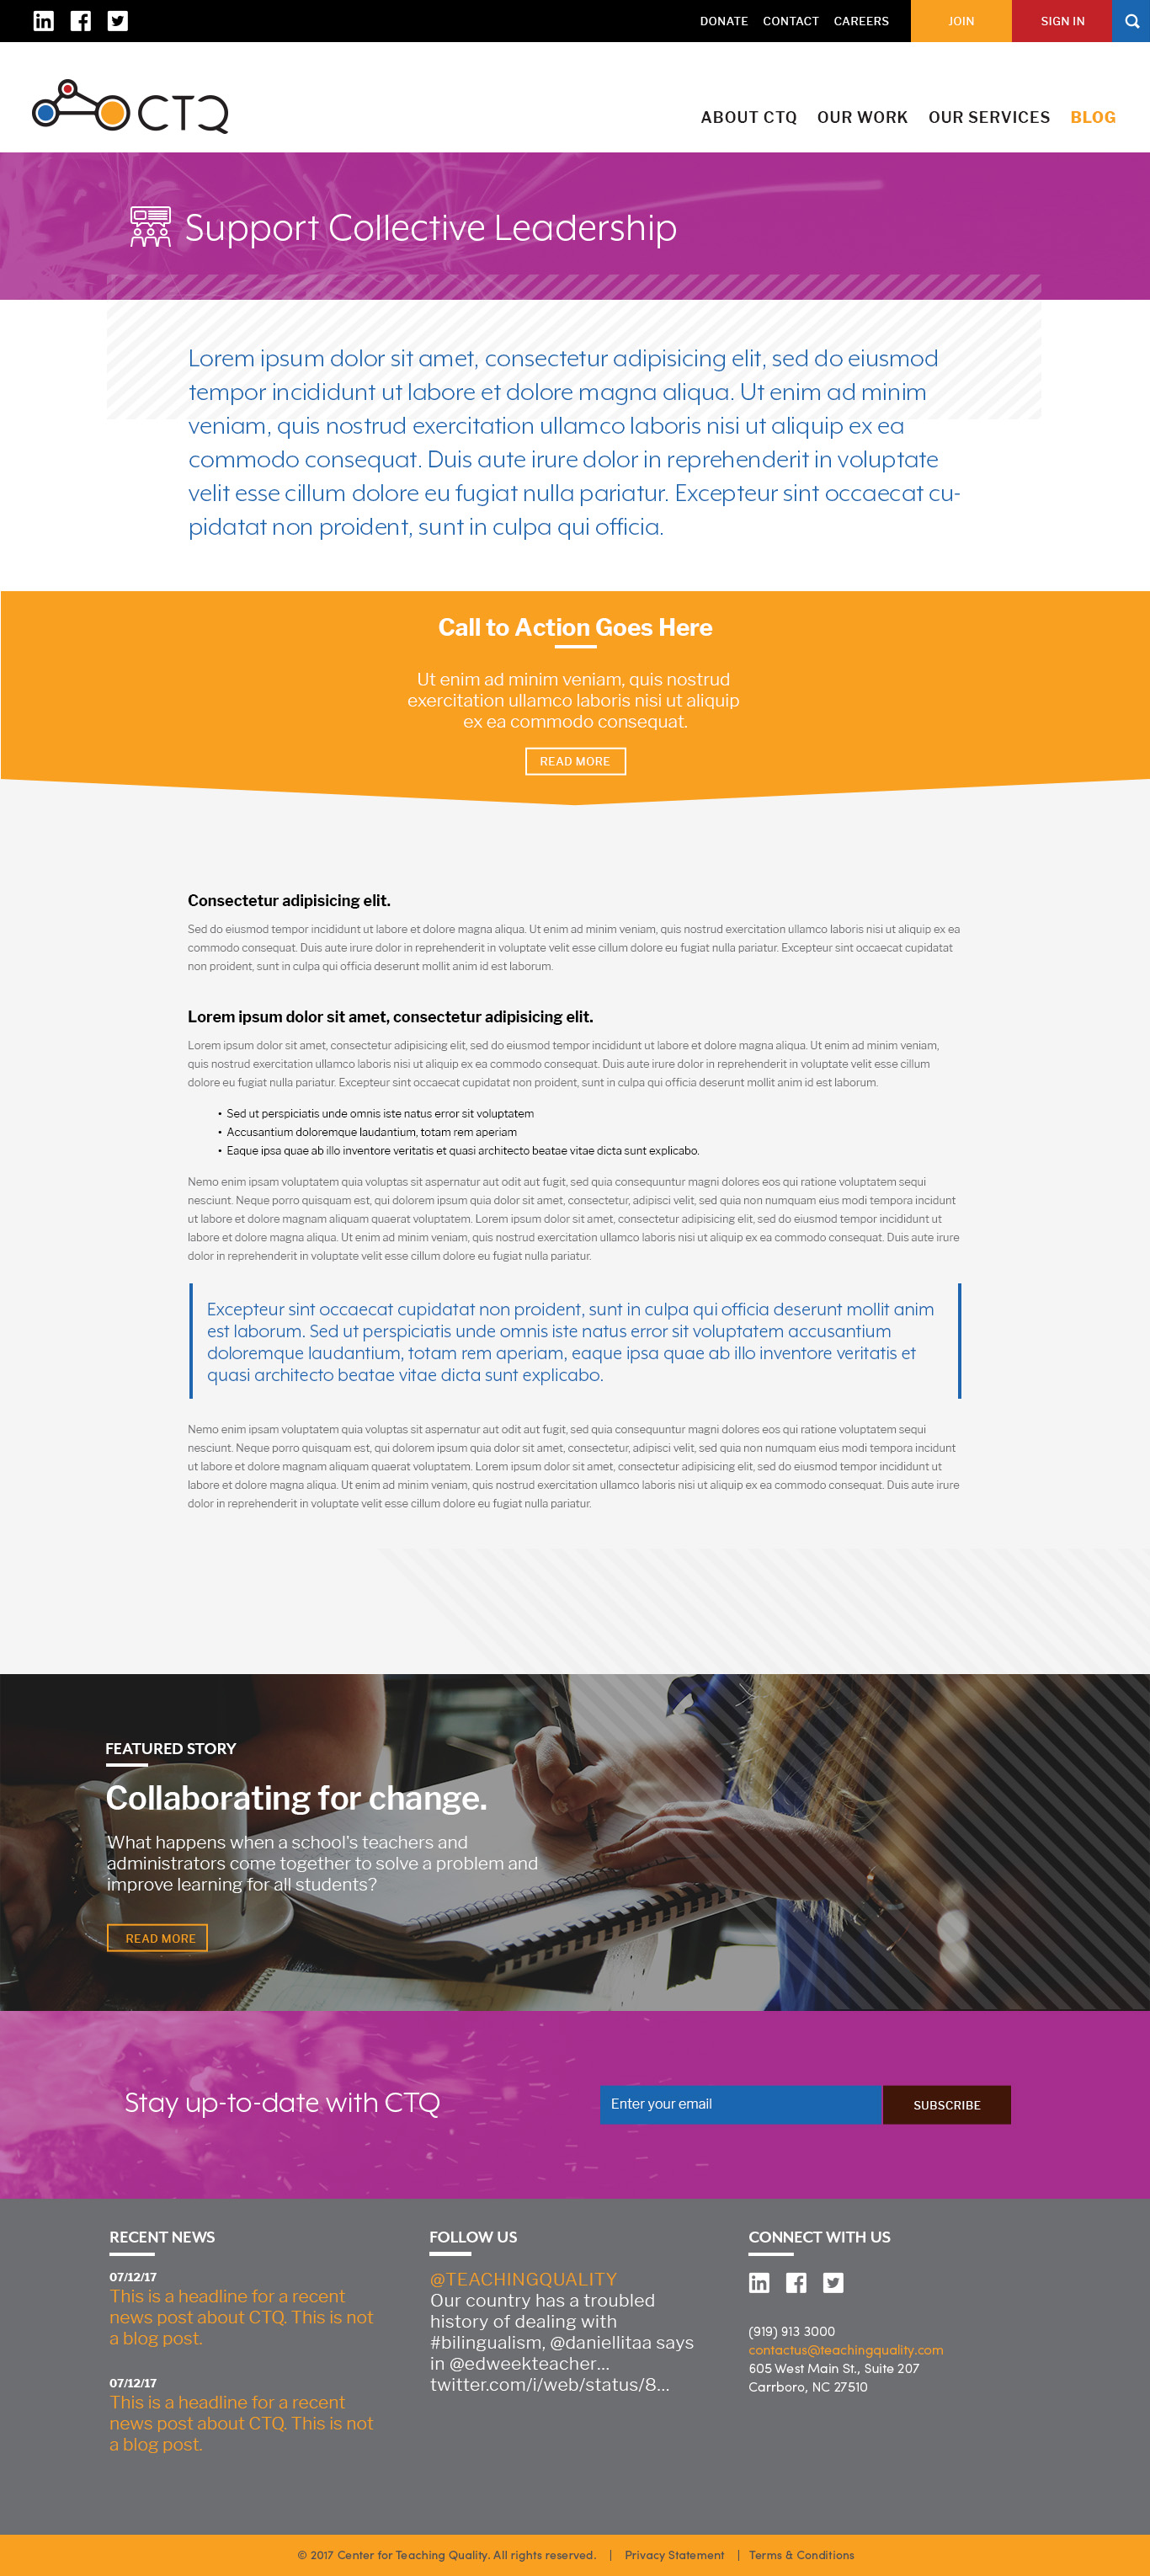 DONATE CONTACT CAREERS JOIN SIGN IN
CTQ
ABOUT CTQ OUR WORK OUR SERVICES BLOG
Support Collective Leadership
Lorem ipsum dolor sit amet, consectetur adipisicing elit, sed do eiusmod
tempor incididunt ut labore et dolore magna aliqua. Ut enim ad minim
veniam, quis nostrud exercitation ullamco laboris nisi ut aliquip ex ea
commodo consequat. Duis aute irure dolor in reprehenderit in voluptate
velit esse cillum dolore eu fugiat nulla pariatur. Excepteur sint occaecat cu-
pidatat non proident, sunt in culpa qui officia.
Call to Action Goes Here
Ut enim ad minim veniam, quis nostrud
exercitation ullamco laboris nisi ut aliquip
ex ea commodo consequat.
READ MORE
Consectetur adipisicing elit.
Sed do eiusmod tempor incididunt ut labore et dolore magna aliqua. Ut enim ad minim veniam, quis nostrud exercitation ullamco laboris nisi ut aliquip ex ea
commodo consequat. Duis aute irure dolor in reprehenderit in voluptate velit esse cillum dolore eu fugiat nulla pariatur. Excepteur sint occaecat cupidatat
non proident, sunt in culpa qui officia deserunt mollit anim id est laborum.
Lorem ipsum dolor sit amet, consectetur adipisicing elit.
Lorem ipsum dolor sit amet, consectetur adipisicing elit, sed do eiusmod tempor incididunt ut labore et dolore magna aliqua. Ut enim ad minim veniam,
quis nostrud exercitation ullamco laboris nisi ut aliquip ex ea commodo consequat. Duis aute irure dolor in reprehenderit in voluptate velit esse cillum
dolore eu fugiat nulla pariatur. Excepteur sint occaecat cupidatat non proident, sunt in culpa qui officia deserunt mollit anim id est laborum.
• Sed ut perspiciatis unde omnis iste natus error sit voluptatem
• Accusantium doloremque laudantium, totam rem aperiam
• Eaque ipsa quae ab illo inventore veritatis et quasi architecto beatae vitae dicta sunt explicabo.
Nemo enim ipsam voluptatem quia voluptas sit aspernatur aut odit aut fugit, sed quia consequuntur magni dolores eos qui ratione voluptatem sequi
nesciunt. Neque porro quisquam est, qui dolorem ipsum quia dolor sit amet, consectetur, adipisci velit, sed quia non numquam eius modi tempora incidunt
ut labore et dolore magnam aliquam quaerat voluptatem. Lorem ipsum dolor sit amet, consectetur adipisicing elit, sed do eiusmod tempor incididunt ut
labore et dolore magna aliqua. Ut enim ad minim veniam, quis nostrud exercitation ullamco laboris nisi ut aliquip ex ea commodo consequat. Duis aute irure
dolor in reprehenderit in voluptate velit esse cillum dolore eu fugiat nulla pariatur.
Excepteur sint occaecat cupidatat non proident, sunt in culpa qui officia deserunt mollit anim
est laborum. Sed ut perspiciatis unde omnis iste natus error sit voluptatem accusantium
doloremque laudantium, totam rem aperiam, eaque ipsa quae ab illo inventore veritatis et
quasi architecto beatae vitae dicta sunt explicabo.
Nemo enim ipsam voluptatem quia voluptas sit aspernatur aut odit aut fugit, sed quia consequuntur magni dolores eos qui ratione voluptatem sequi
nesciunt. Neque porro quisquam est, qui dolorem ipsum quia dolor sit amet, consectetur, adipisci velit, sed quia non numquam eius modi tempora incidunt
ut labore et dolore magnam aliquam quaerat voluptatem. Lorem ipsum dolor sit amet, consectetur adipisicing elit, sed do eiusmod tempor incididunt ut
labore et dolore magna aliqua. Ut enim ad minim veniam, quis nostrud exercitation ullamco laboris nisi ut aliquip ex ea commodo consequat. Duis aute irure
dolor in reprehenderit in voluptate velit esse cillum dolore eu fugiat nulla pariatur.
FEATURED STORY
Collaborating for change.
What happens when a school's teachers and
administrators come together to solve a problem and
improve learning for all students?
READ MORE
Stay up-to-date with CTQ
Enter your email SUBSCRIBE
RECENT NEWS
07/12/17
This is a headline for a recent
news post about CTQ. This is not
a blog post.
07/12/17
This is a headline for a recent
news post about CTQ. This is not
a blog post.
FOLLOW US
@TEACHINGQUALITY
Our country has a troubled
history of dealing with
#bilingualism, @daniellitaa says
in @edweekteacher...
twitter.com/i/web/status/8...
CONNECT WITH US
(919) 913 3000
contactus@teachingquality.com
605 West Main St., Suite 207
Carrboro, NC 27510
© 2017 Center for Teaching Quality. All rights reserved. | Privacy Statement | Terms & Conditions